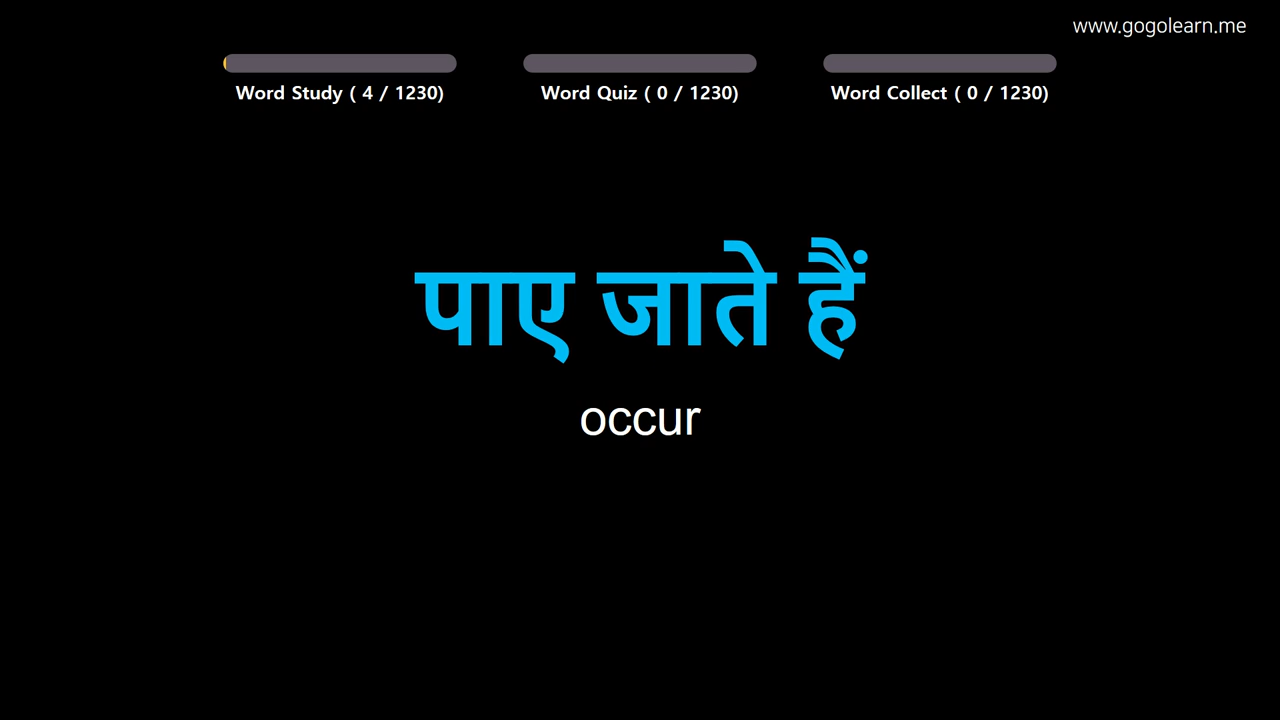 www.gogolearn.me
Word Study ( 4 / 1230)
Word Quiz ( 0 / 1230)
Word Collect ( 0 / 1230)
पाए जाते हैं
occur